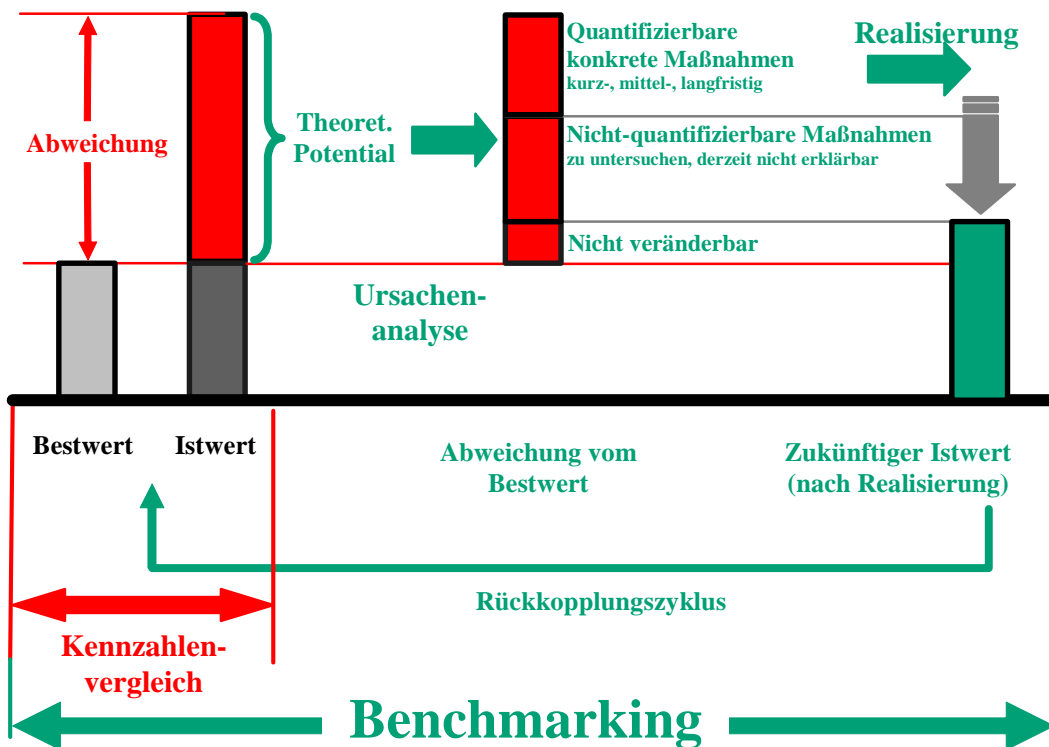 Abweichung
Theoret.
Potential
Quantifizierbare
konkrete Maßnahmen
kurz-, mittel-, langfristig
Realisierung
Nicht-quantifizierbare Maßnahmen
zu untersuchen, derzeit nicht erklärbar
Nicht veränderbar
Ursachen-
analyse
Bestwert
Istwert
Abweichung vom
Bestwert
Zukünftiger Istwert
(nach Realisierung)
Rückkopplungszyklus
Kennzahlen-
vergleich
Benchmarking